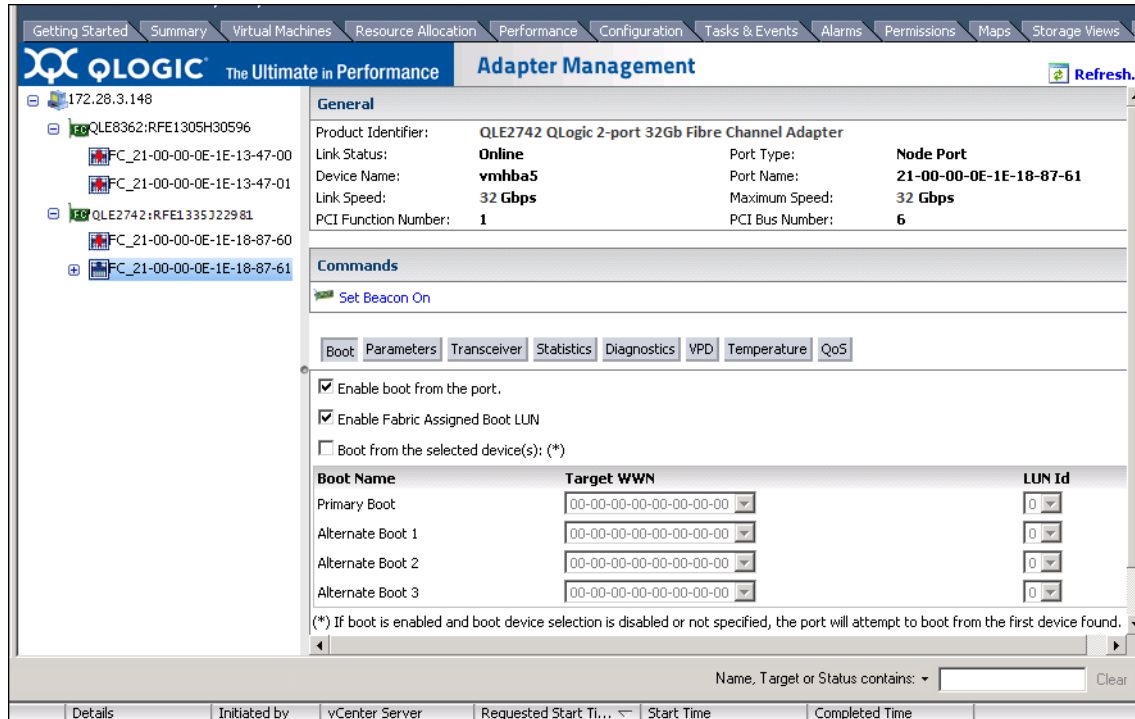 Getting Started Summary Virtual Machines Resource Allocation Performance Configuration Tasks & Events Alarms Permissions Maps Storage Views
QLOGIC The Ultimate in Performance Adapter Management Refresh.
172.28.3.148
QLE8362:RFE1305H30596
FC_21-00-00-0E-1E-13-47-00
FC_21-00-00-0E-1E-13-47-01
QLE2742:RFE1335J22981
FC_21-00-00-0E-1E-18-87-60
FC_21-00-00-0E-1E-18-87-61
General
Product Identifier: QLE2742 QLogic 2-port 32Gb Fibre Channel Adapter
Link Status: Online Port Type: Node Port
Device Name: vmhba5 Port Name: 21-00-00-0E-1E-18-87-61
Link Speed: 32 Gbps Maximum Speed: 32 Gbps
PCI Function Number: 1 PCI Bus Number: 6
Commands
Set Beacon On
Boot Parameters Transceiver Statistics Diagnostics VPD Temperature QoS
Enable boot from the port.
Enable Fabric Assigned Boot LUN
Boot from the selected device(s): (*)
Boot Name Target WWN LUN Id
Primary Boot 00-00-00-00-00-00-00-00 0
Alternate Boot 1 00-00-00-00-00-00-00-00 0
Alternate Boot 2 00-00-00-00-00-00-00-00 0
Alternate Boot 3 00-00-00-00-00-00-00-00 0
(*) If boot is enabled and boot device selection is disabled or not specified, the port will attempt to boot from the first device found.
Name, Target or Status contains: Clear
Details Initiated by vCenter Server Requested Start Ti... Start Time Completed Time